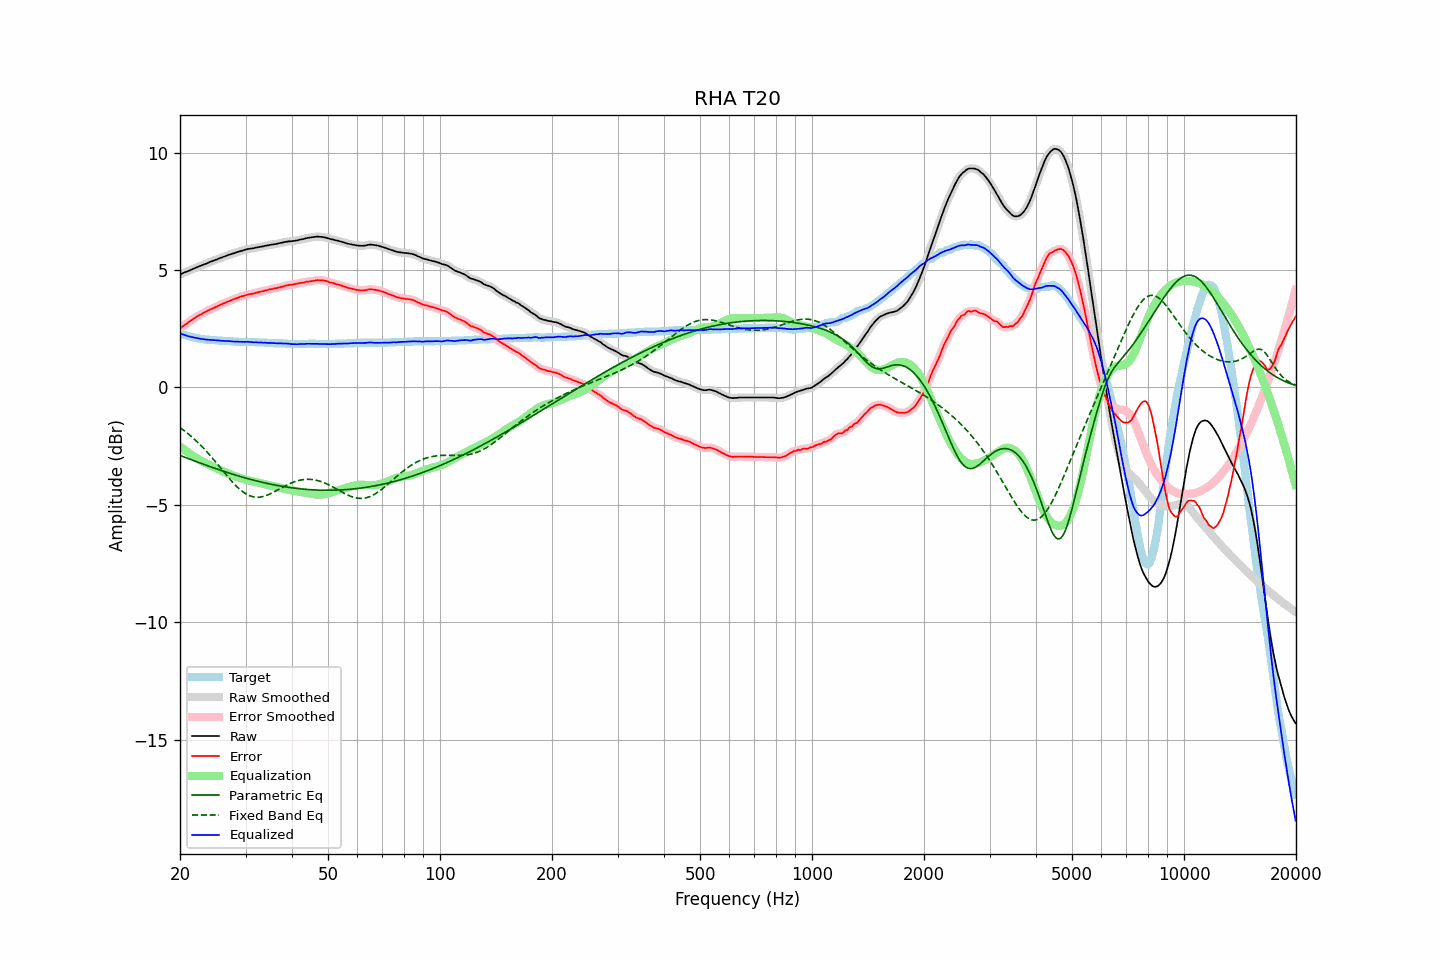 RHA T20
Amplitude (dBr)
10
5
0
−5
−10
−15
Target
Raw Smoothed
Error Smoothed
Raw
Error
Equalization
Parametric Eq
Fixed Band Eq
Equalized
20 50 100 200 500 1000 2000 5000 10000 20000
Frequency (Hz)